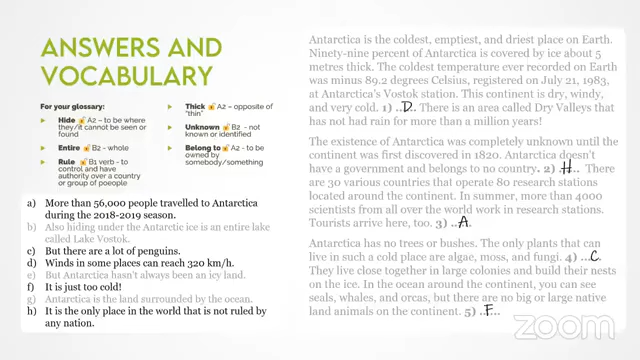 ANSWERS AND
VOCABULARY
For your glossary:
Hide A2 – to be where
they/it cannot be seen or
found
Entire B2 - whole
Rule B1 verb - to
control and have
authority over a country
or group of poeople
Thick A2 – opposite of
"thin"
Unknown B2 - not
known or identified
Belong to A2 - to be
owned by
somebody/something
a) More than 56,000 people travelled to Antarctica
during the 2018-2019 season.
b) Also hiding under the Antarctic ice is an entire lake
called Lake Vostok.
c) But there are a lot of penguins.
d) Winds in some places can reach 320 km/h.
e) But Antarctica hasn't always been an icy land.
f) It is just too cold!
g) Antarctica is the land surrounded by the ocean.
h) It is the only place in the world that is not ruled by
any nation.
Antarctica is the coldest, emptiest, and driest place on Earth.
Ninety-nine percent of Antarctica is covered by ice about 5
metres thick. The coldest temperature ever recorded on Earth
was minus 89.2 degrees Celsius, registered on July 21, 1983,
at Antarctica's Vostok station. This continent is dry, windy,
and very cold. 1) ..D.. There is an area called Dry Valleys that
has not had rain for more than a million years!
The existence of Antarctica was completely unknown until the
continent was first discovered in 1820. Antarctica doesn't
have a government and belongs to no country. 2) ..H... There
are 30 various countries that operate 80 research stations
located around the continent. In summer, more than 4000
scientists from all over the world work in research stations.
Tourists arrive here, too. 3) ..A..
Antarctica has no trees or bushes. The only plants that can
live in such a cold place are algae, moss, and fungi. 4) ...C..
They live close together in large colonies and build their nests
on the ice. In the ocean around the continent, you can see
seals, whales, and orcas, but there are no big or large native
land animals on the continent. 5) ..F...
zoom